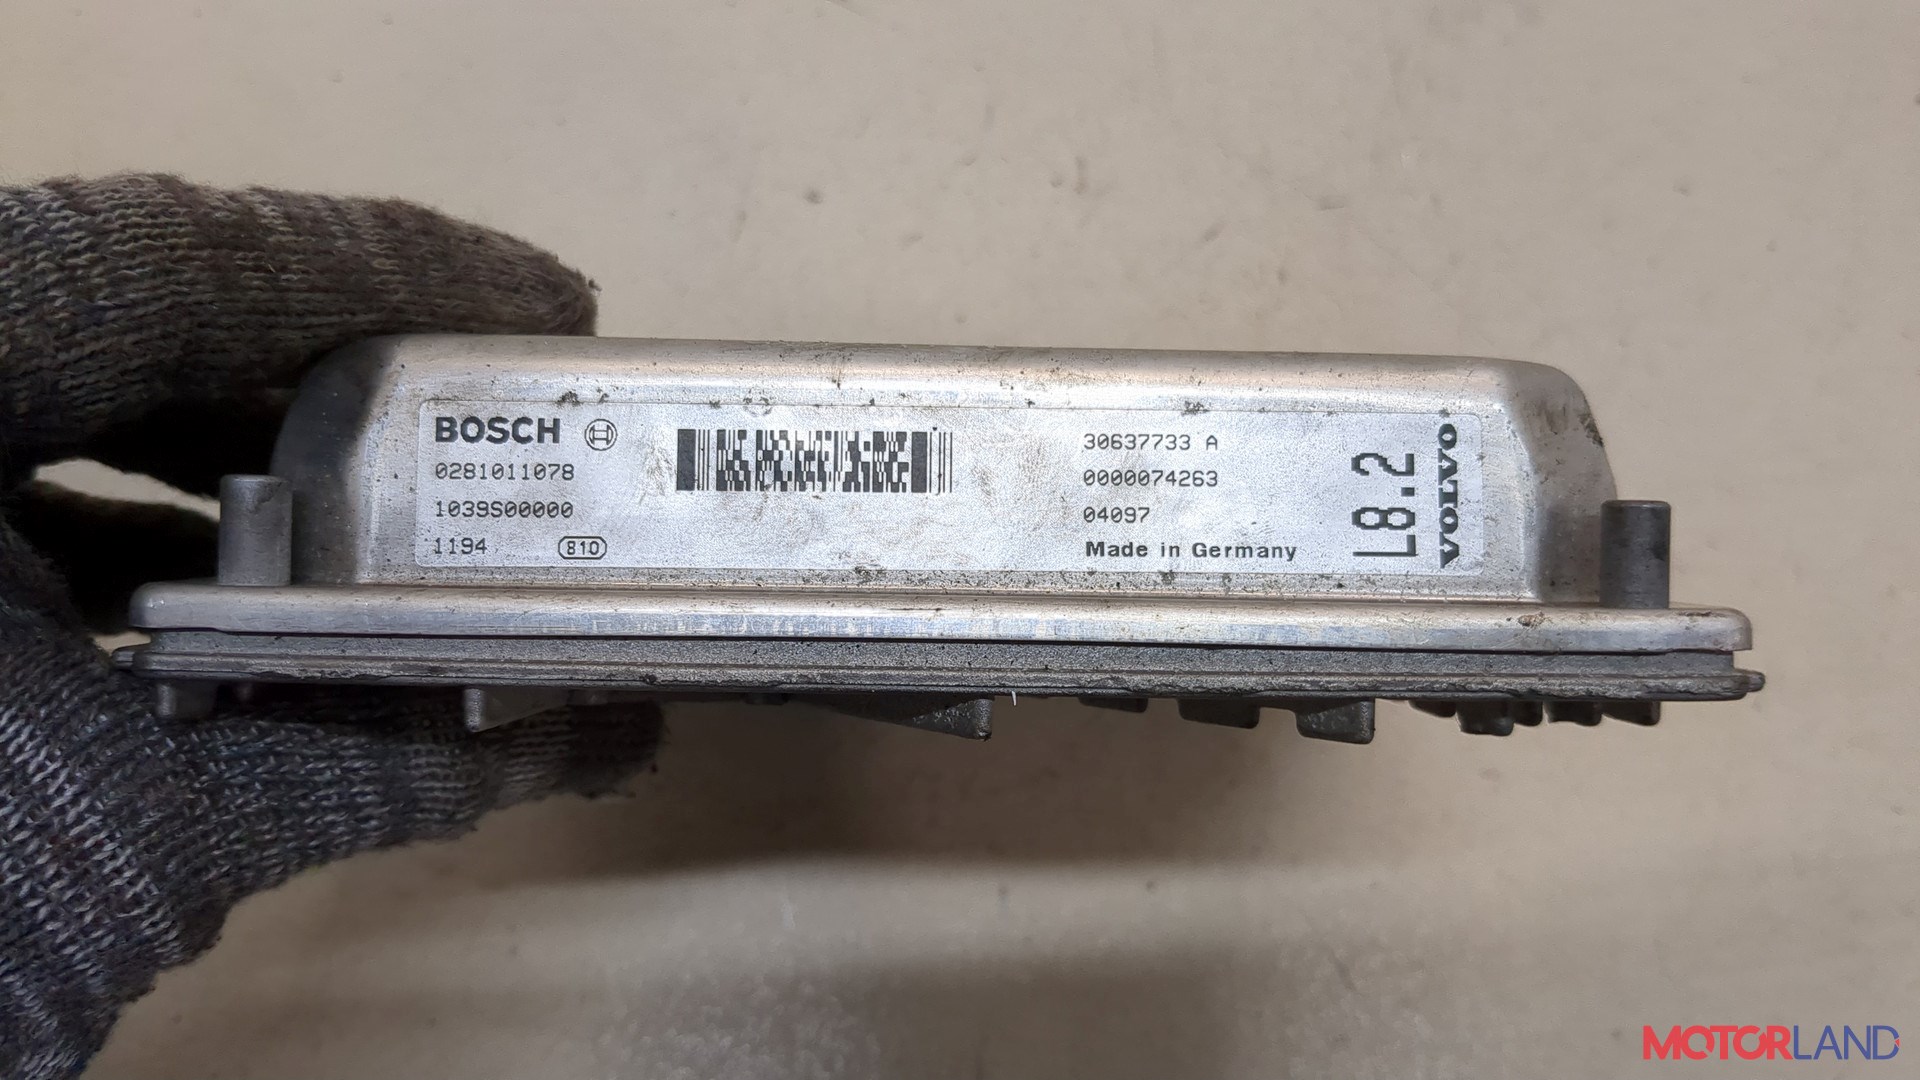 BOSCH
0281011078
1039S00000
1194 810
30637733 A
0000074263
04097
Made in Germany
L8.2
VOLVO
MOTORLAND